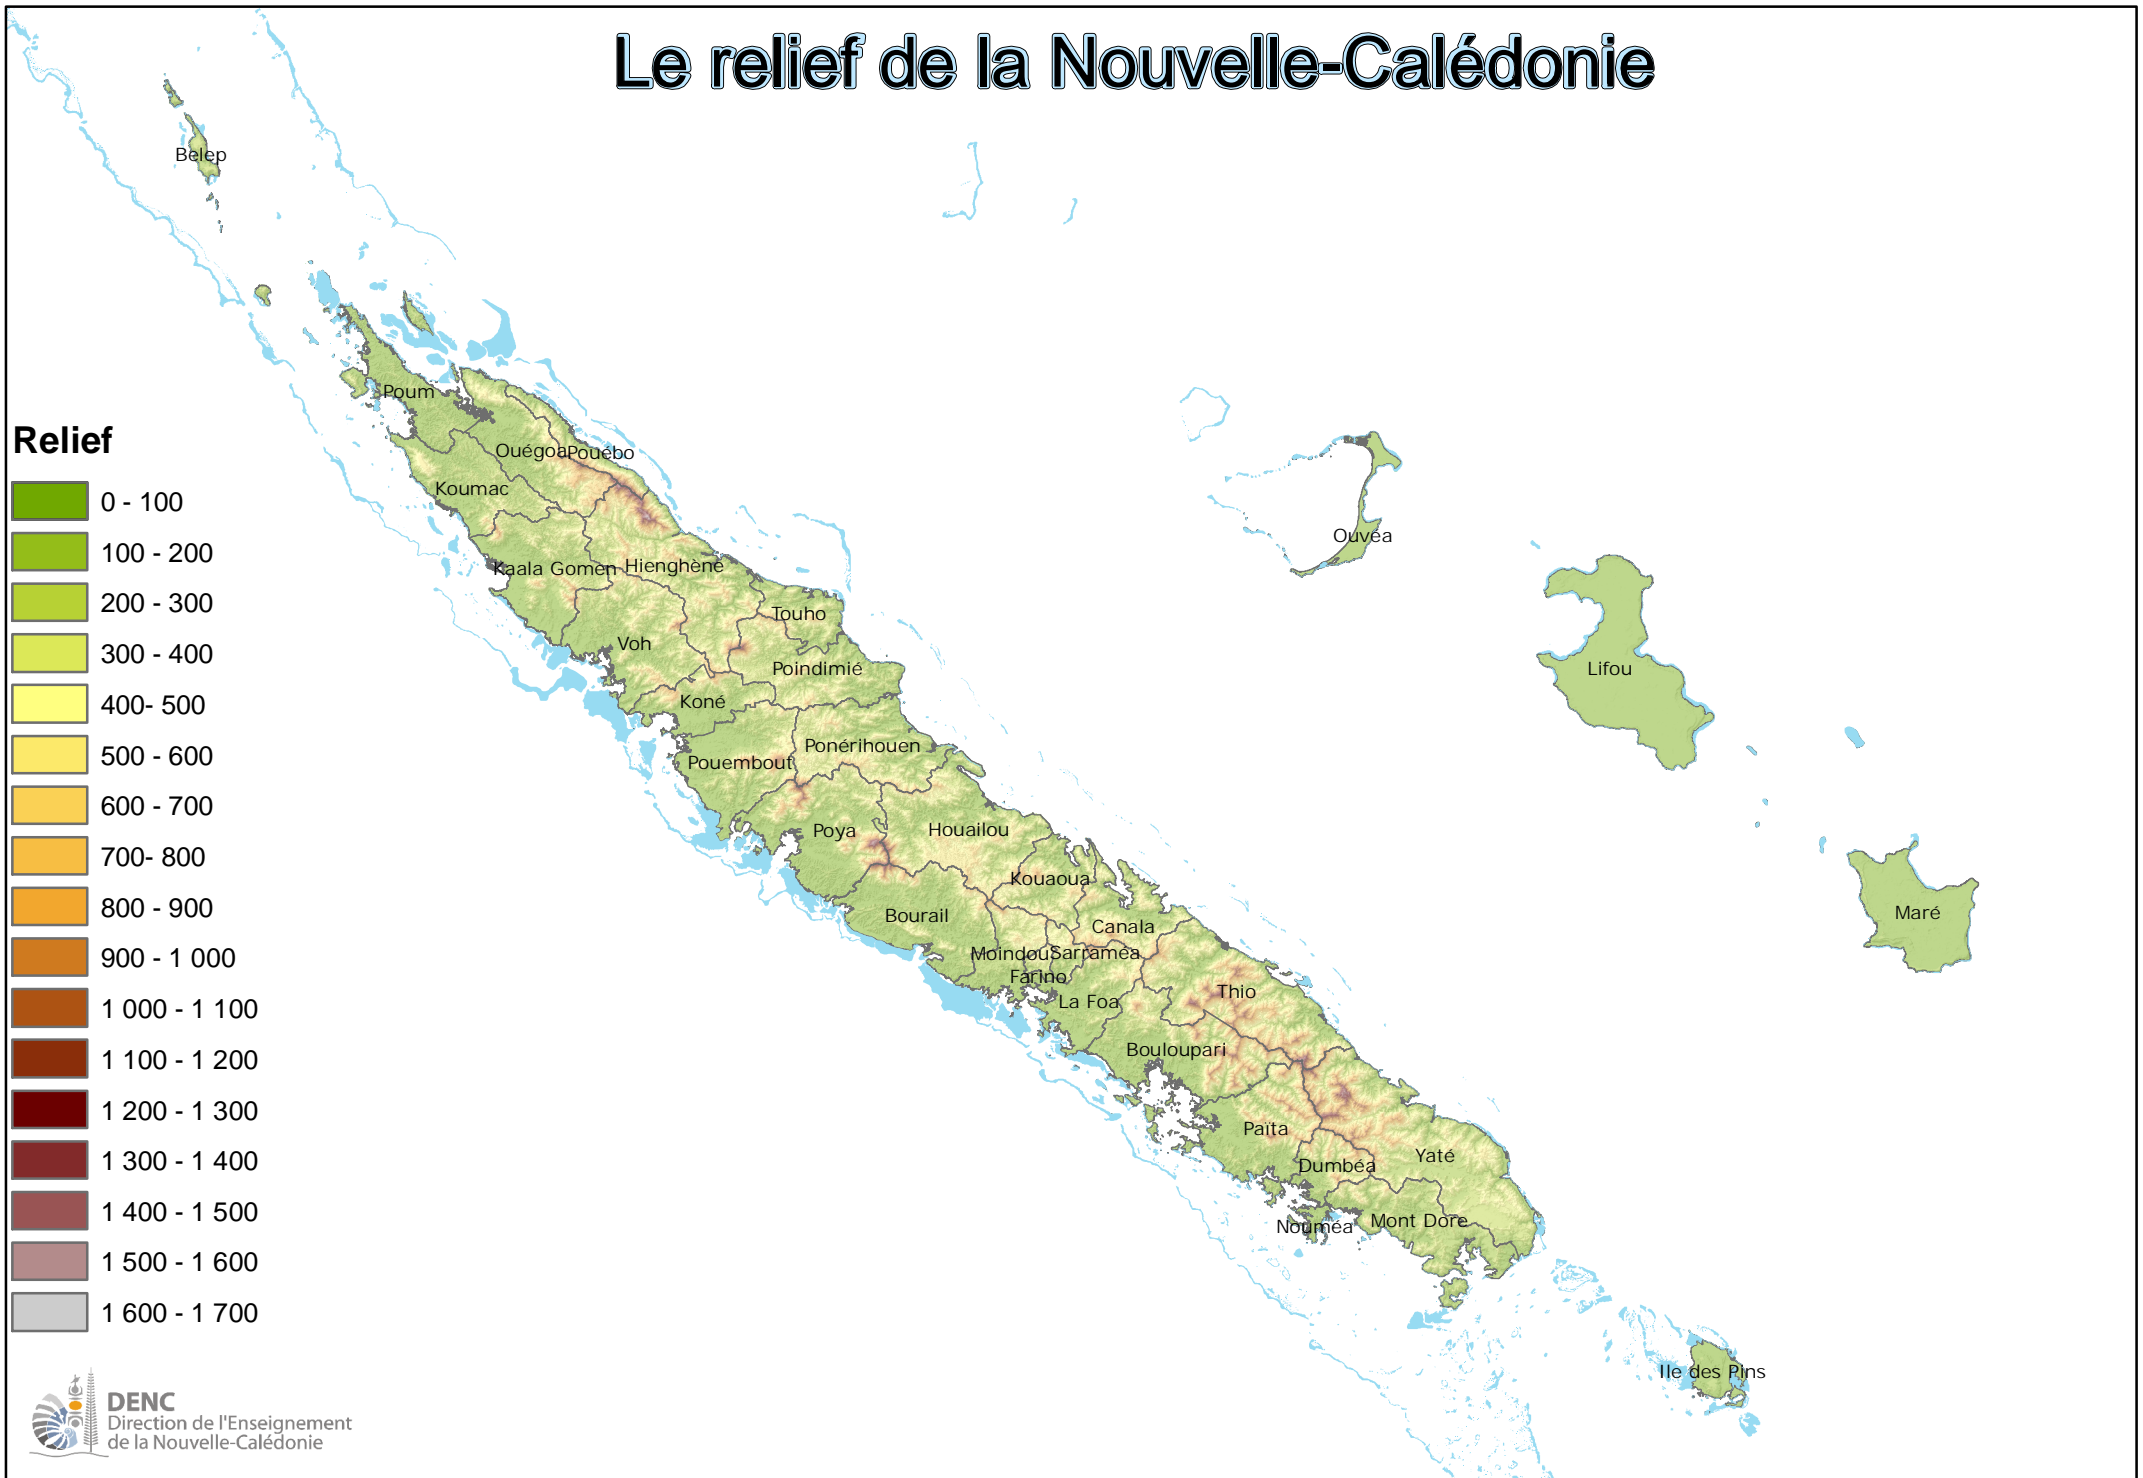 Le relief de la Nouvelle-Calédonie
Belep
Poum
Relief
OuégoaPouébo
Koumac
0 - 100
100 - 200
200 - 300
300 - 400
400- 500
500 - 600
600 - 700
700- 800
800 - 900
900 - 1 000
1 000 - 1 100
1 100 - 1 200
1 200 - 1 300
1 300 - 1 400
1 400 - 1 500
1 500 - 1 600
1 600 - 1 700
Ouvéa
Kaala Gomen
Hienghène
Touho
Voh
Poindimié
Lifou
Koné
Ponérihouen
Pouembout
Poya
Houaïlou
Kouaoua
Bourail
Canala
Maré
Moindou
Sarraméa
Farino
La Foa
Thio
Bouloupari
Païta
Yaté
Dumbéa
Mont Dore
Nouméa
Ile des Pins
DENC
Direction de l'Enseignement
de la Nouvelle-Calédonie